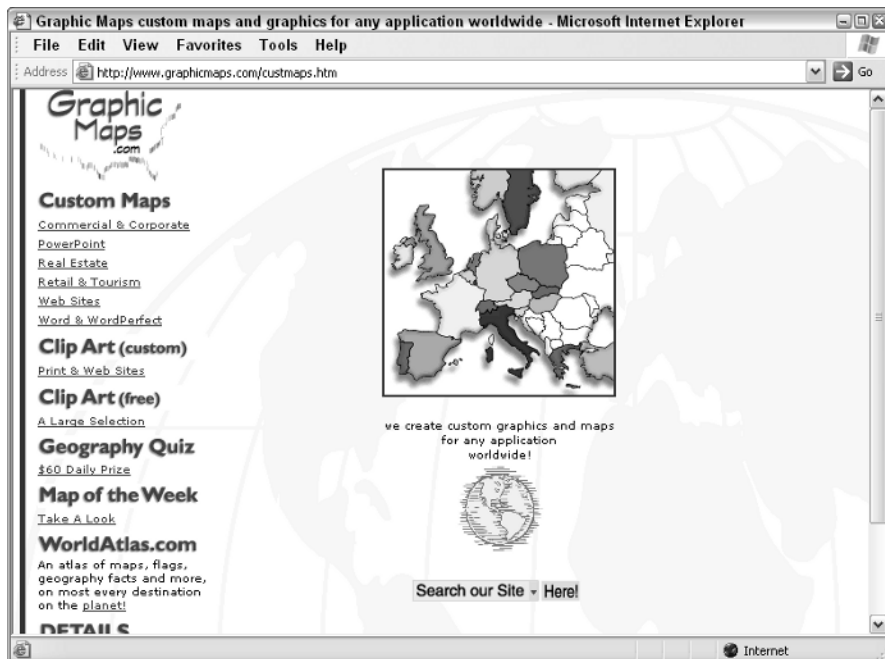 Graphic Maps custom maps and graphics for any application worldwide - Microsoft Internet Explorer
File Edit View Favorites Tools Help
Address http://www.graphicmaps.com/custmaps.htm Go
Graphic
Maps
.com
Custom Maps
Commercial & Corporate
PowerPoint
Real Estate
Retail & Tourism
Web Sites
Word & WordPerfect
Clip Art (custom)
Print & Web Sites
Clip Art (free)
A Large Selection
Geography Quiz
$60 Daily Prize
Map of the Week
Take A Look
WorldAtlas.com
An atlas of maps, flags,
geography facts and more,
on most every destination
on the planet!
DETAILS
we create custom graphics and maps
for any application
worldwide!
Search our Site Here!
Internet